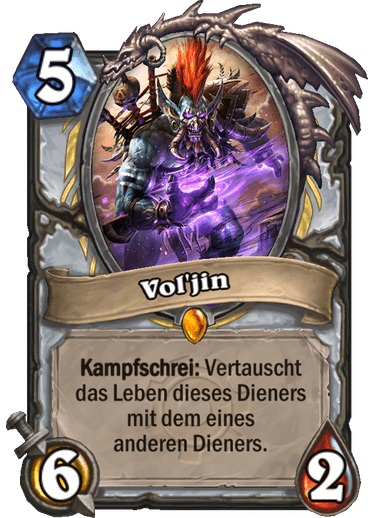 5
Vol'jin
Kampfschrei: Vertauscht
das Leben dieses Dieners
mit dem eines
anderen Dieners.
6
2